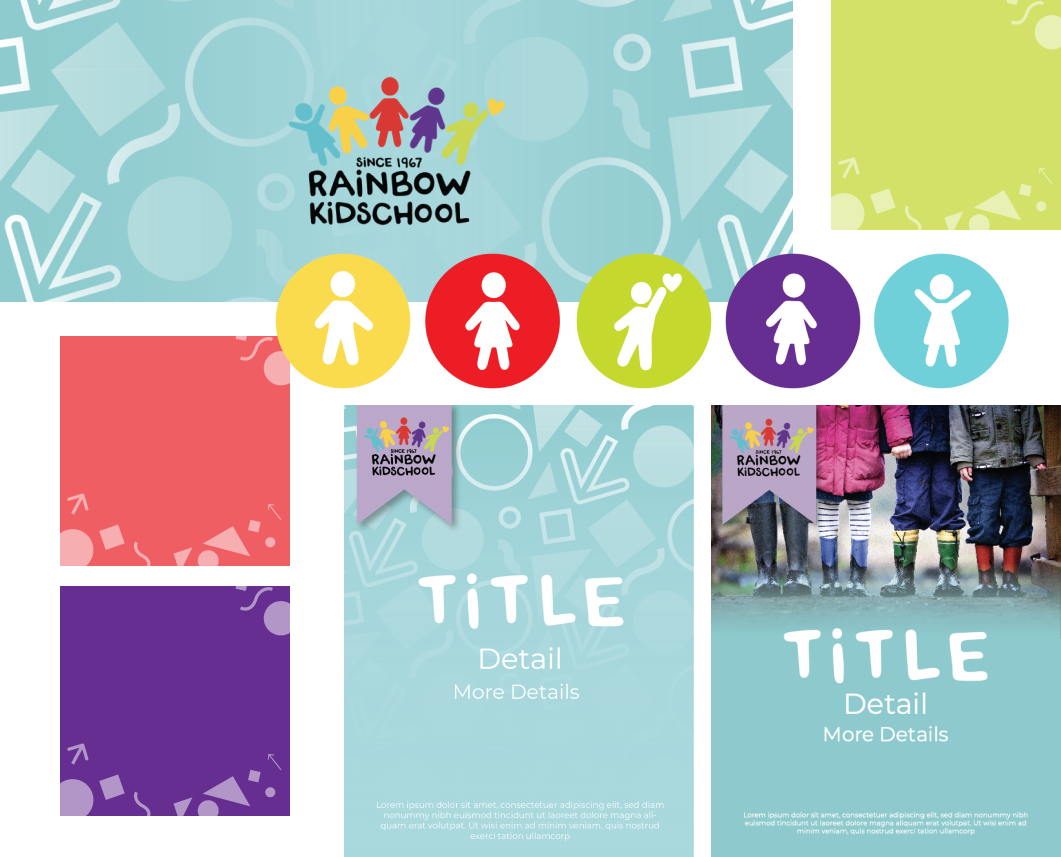 SINCE 1967
RAiNBOW
KiDSCHOOL
SINCE 1967
RAiNBOW
KiDSCHOOL
TiTLE
Detail
More Details
Lorem ipsum dolor sit amet, consectetuer adipiscing elit, sed diam
nonummy nibh euismod tincidunt ut laoreet dolore magna ali-
quam erat volutpat. Ut wisi enim ad minim veniam, quis nostrud
exerci tation ullamcorp
SINCE 1967
RAiNBOW
KiDSCHOOL
TiTLE
Detail
More Details
Lorem ipsum dolor sit amet, consectetuer adipiscing elit, sed diam nonummy nibh
euismod tincidunt ut laoreet dolore magna aliquam erat volutpat. Ut wisi enim ad
minim veniam, quis nostrud exerci tation ullamcorp